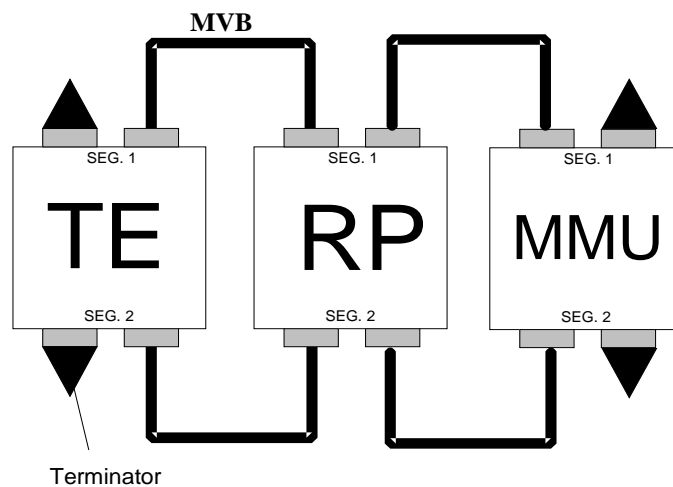 MVB
SEG. 1
SEG. 1
SEG. 1
TE
RP
MMU
SEG. 2
SEG. 2
SEG. 2
Terminator